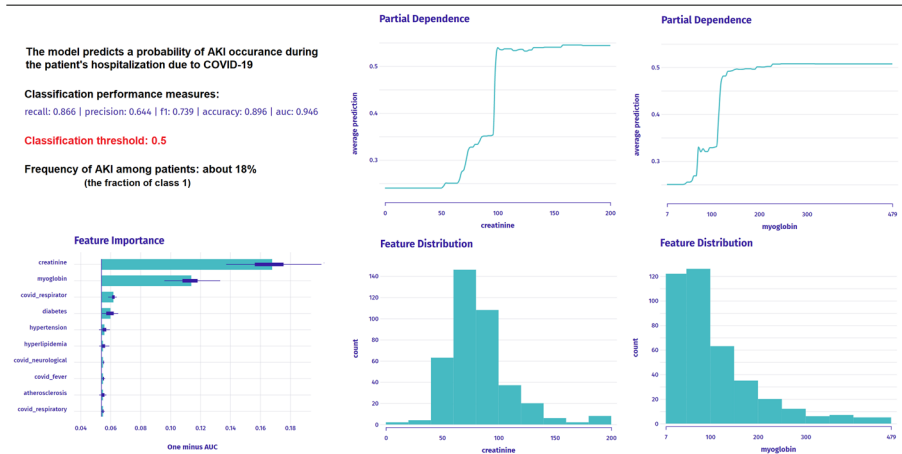 The model predicts a probability of AKI occurance during
the patient's hospitalization due to COVID-19
Classification performance measures:
recall: 0.866 | precision: 0.644 | f1: 0.739 | accuracy: 0.896 | auc: 0.946
Classification threshold: 0.5
Frequency of AKI among patients: about 18%
(the fraction of class 1)
Partial Dependence
average prediction
0.5
0.4
0.3
0 50 100 150 200
creatinine
Partial Dependence
average prediction
0.5
0.4
0.3
7 100 200 300 479
myoglobin
Feature Importance
creatinine
myoglobin
covid_respirator
diabetes
hypertension
hyperlipidemia
covid_neurological
covid_fever
atherosclerosis
covid_respiratory
0.04 0.06 0.08 0.10 0.12 0.14 0.16 0.18
One minus AUC
Feature Distribution
count
140
120
100
80
60
40
20
0
0 50 100 150 200
creatinine
Feature Distribution
count
120
100
80
60
40
20
0
7 100 200 300 479
myoglobin